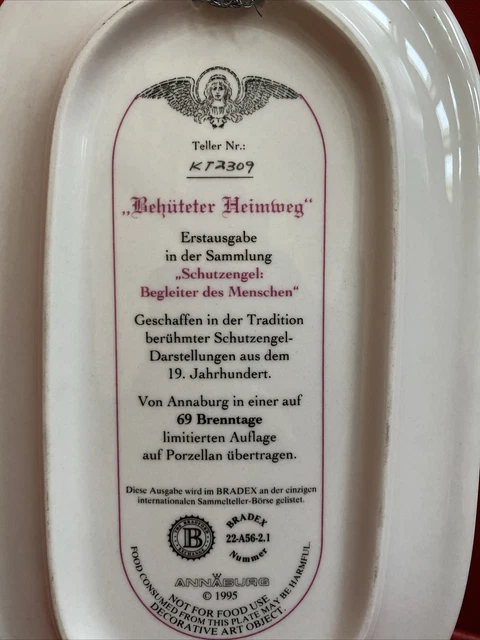 Teller Nr.:
KT2309
„Behüteter Heimweg“
Erstausgabe
in der Sammlung
„Schutzengel:
Begleiter des Menschen“
Geschaffen in der Tradition
berühmter Schutzengel-
Darstellungen aus dem
19. Jahrhundert.
Von Annaburg in einer auf
69 Brenntage
limitierten Auflage
auf Porzellan übertragen.
Diese Ausgabe wird im BRADEX an der einzigen
internationalen Sammelteller-Börse gelistet.
THE BRADFORD
B
EXCHANGE
BRADEX
22-A56-2.1
Nummer
ANNABURG
© 1995
NOT FOR FOOD USE
FOOD CONSUMED FROM THIS PLATE MAY BE HARMFUL.
DECORATIVE ART OBJECT.